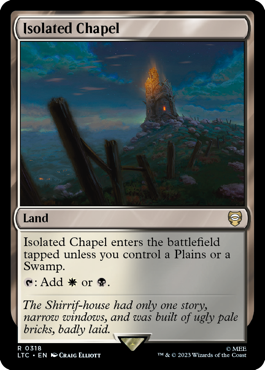 Isolated Chapel
Land
Isolated Chapel enters the battlefield
tapped unless you control a Plains or a
Swamp.
: Add or .
The Shirrif-house had only one story,
narrow windows, and was built of ugly pale
bricks, badly laid.
R 0318
LTC • EN CRAIG ELLIOTT
© MEE
™ & © 2023 Wizards of the Coast